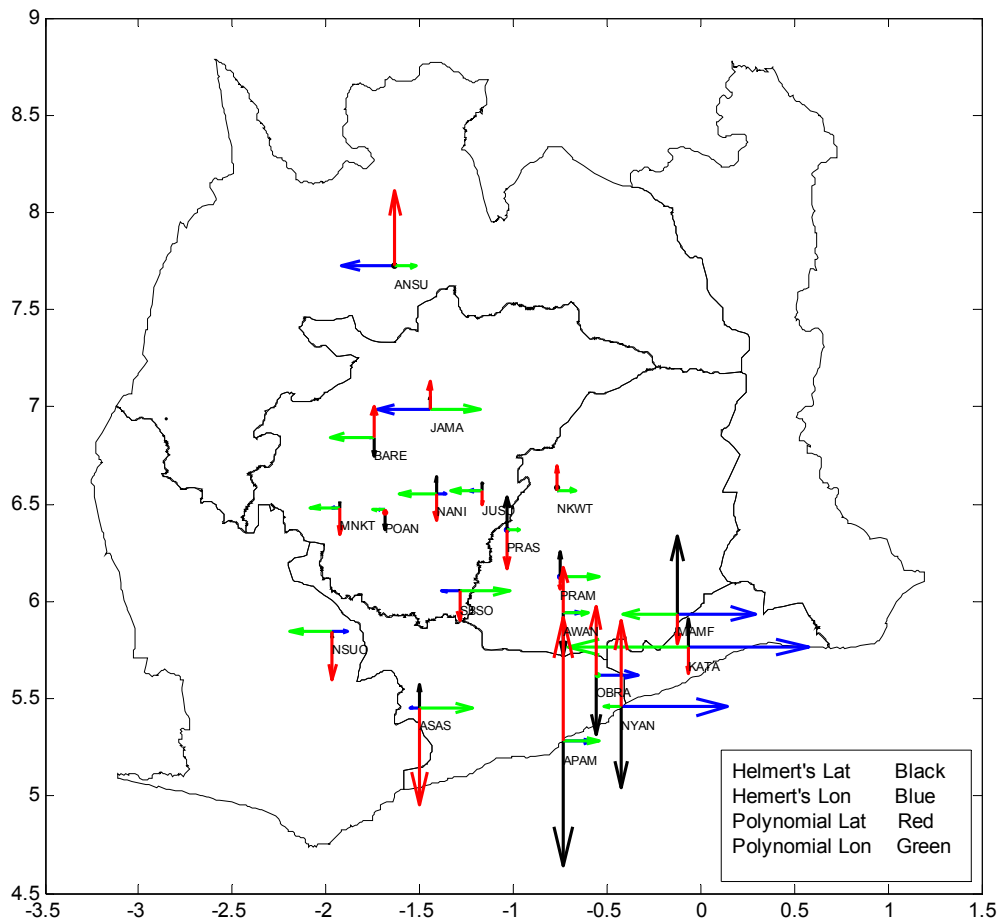 9
8.5
8
7.5
7
6.5
6
5.5
5
4.5
-3.5 -3 -2.5 -2 -1.5 -1 -0.5 0 0.5 1 1.5
ANSU
JAMA
BARE
NANI JUSO NKWT
MNKT POAN
PRAS
PRAM
SBSO
AWAN MAMF
NSUO
KATA
OBRA
ASAS NYAN
APAM
Helmert's Lat Black
Hemert's Lon Blue
Polynomial Lat Red
Polynomial Lon Green